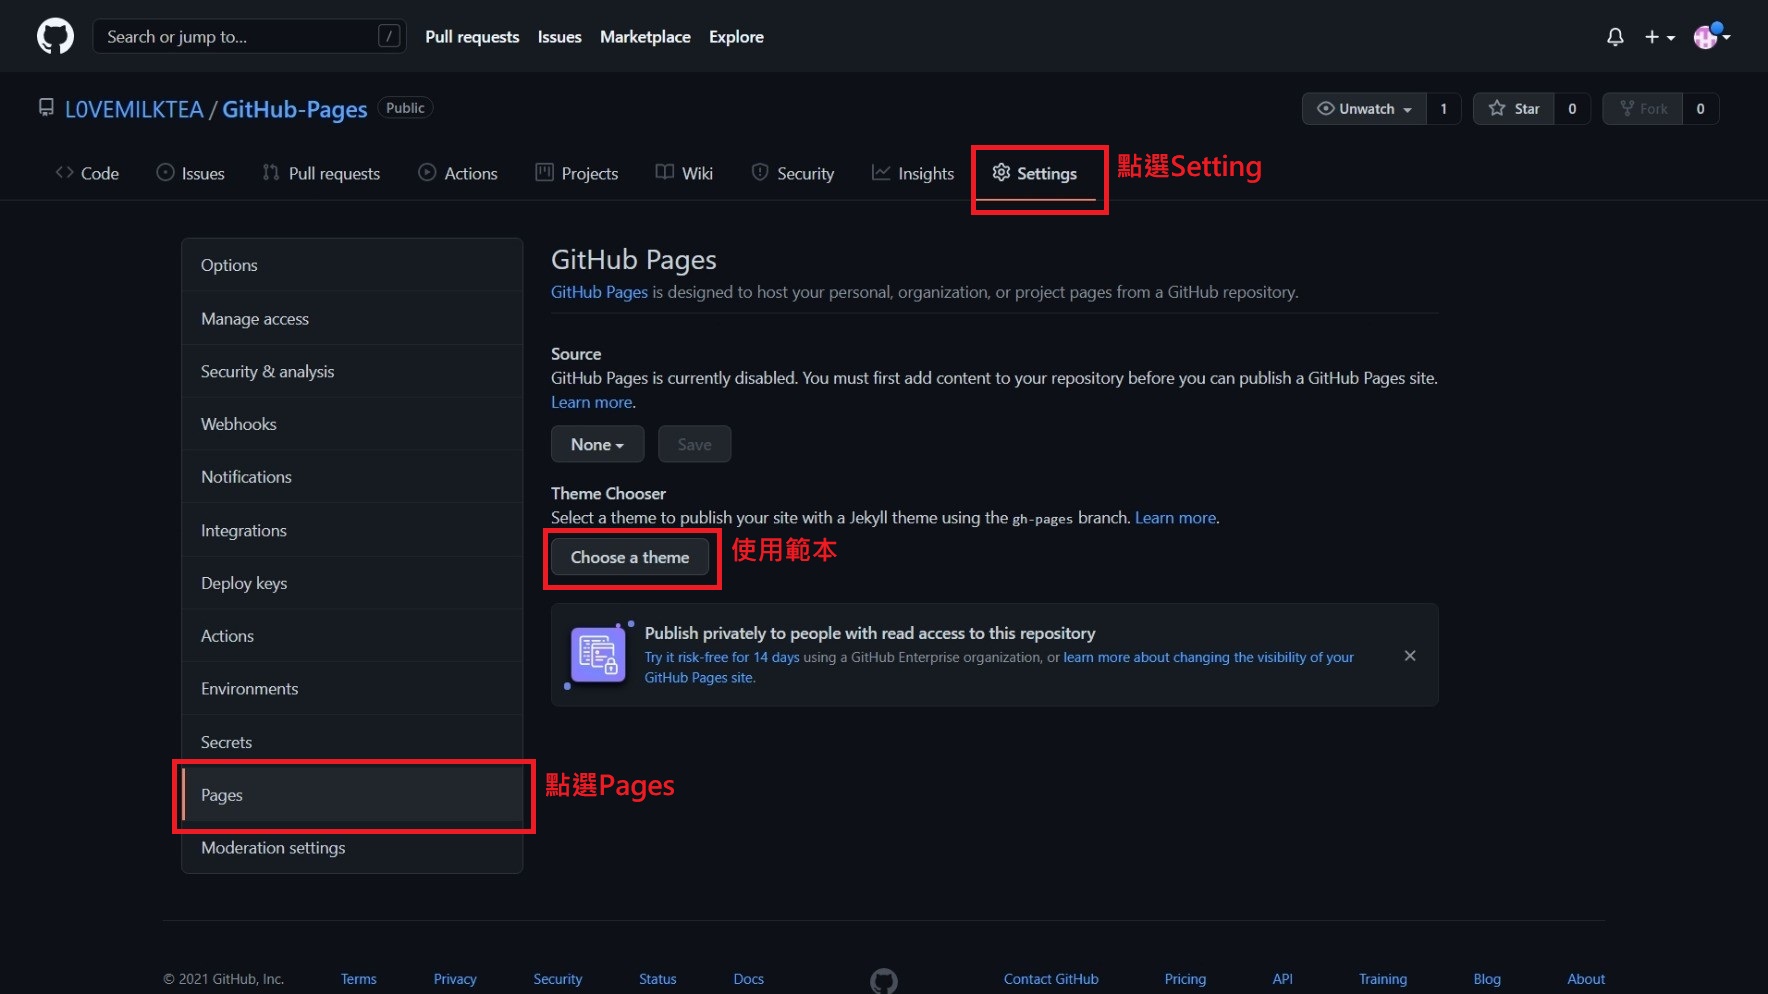 Search or jump to...
/
Pull requests
Issues
Marketplace
Explore
L0VEMILKTEA / GitHub-Pages
Public
Unwatch
1
Star
0
Fork
0
Code
Issues
Pull requests
Actions
Projects
Wiki
Security
Insights
Settings
點選Setting
Options
Manage access
Security & analysis
Webhooks
Notifications
Integrations
Deploy keys
Actions
Environments
Secrets
Pages
點選Pages
Moderation settings
GitHub Pages
GitHub Pages is designed to host your personal, organization, or project pages from a GitHub repository.
Source
GitHub Pages is currently disabled. You must first add content to your repository before you can publish a GitHub Pages site.
Learn more.
None
Save
Theme Chooser
Select a theme to publish your site with a Jekyll theme using the gh-pages branch. Learn more.
Choose a theme
使用範本
Publish privately to people with read access to this repository
Try it risk-free for 14 days using a GitHub Enterprise organization, or learn more about changing the visibility of your
GitHub Pages site.
© 2021 GitHub, Inc.
Terms
Privacy
Security
Status
Docs
Contact GitHub
Pricing
API
Training
Blog
About